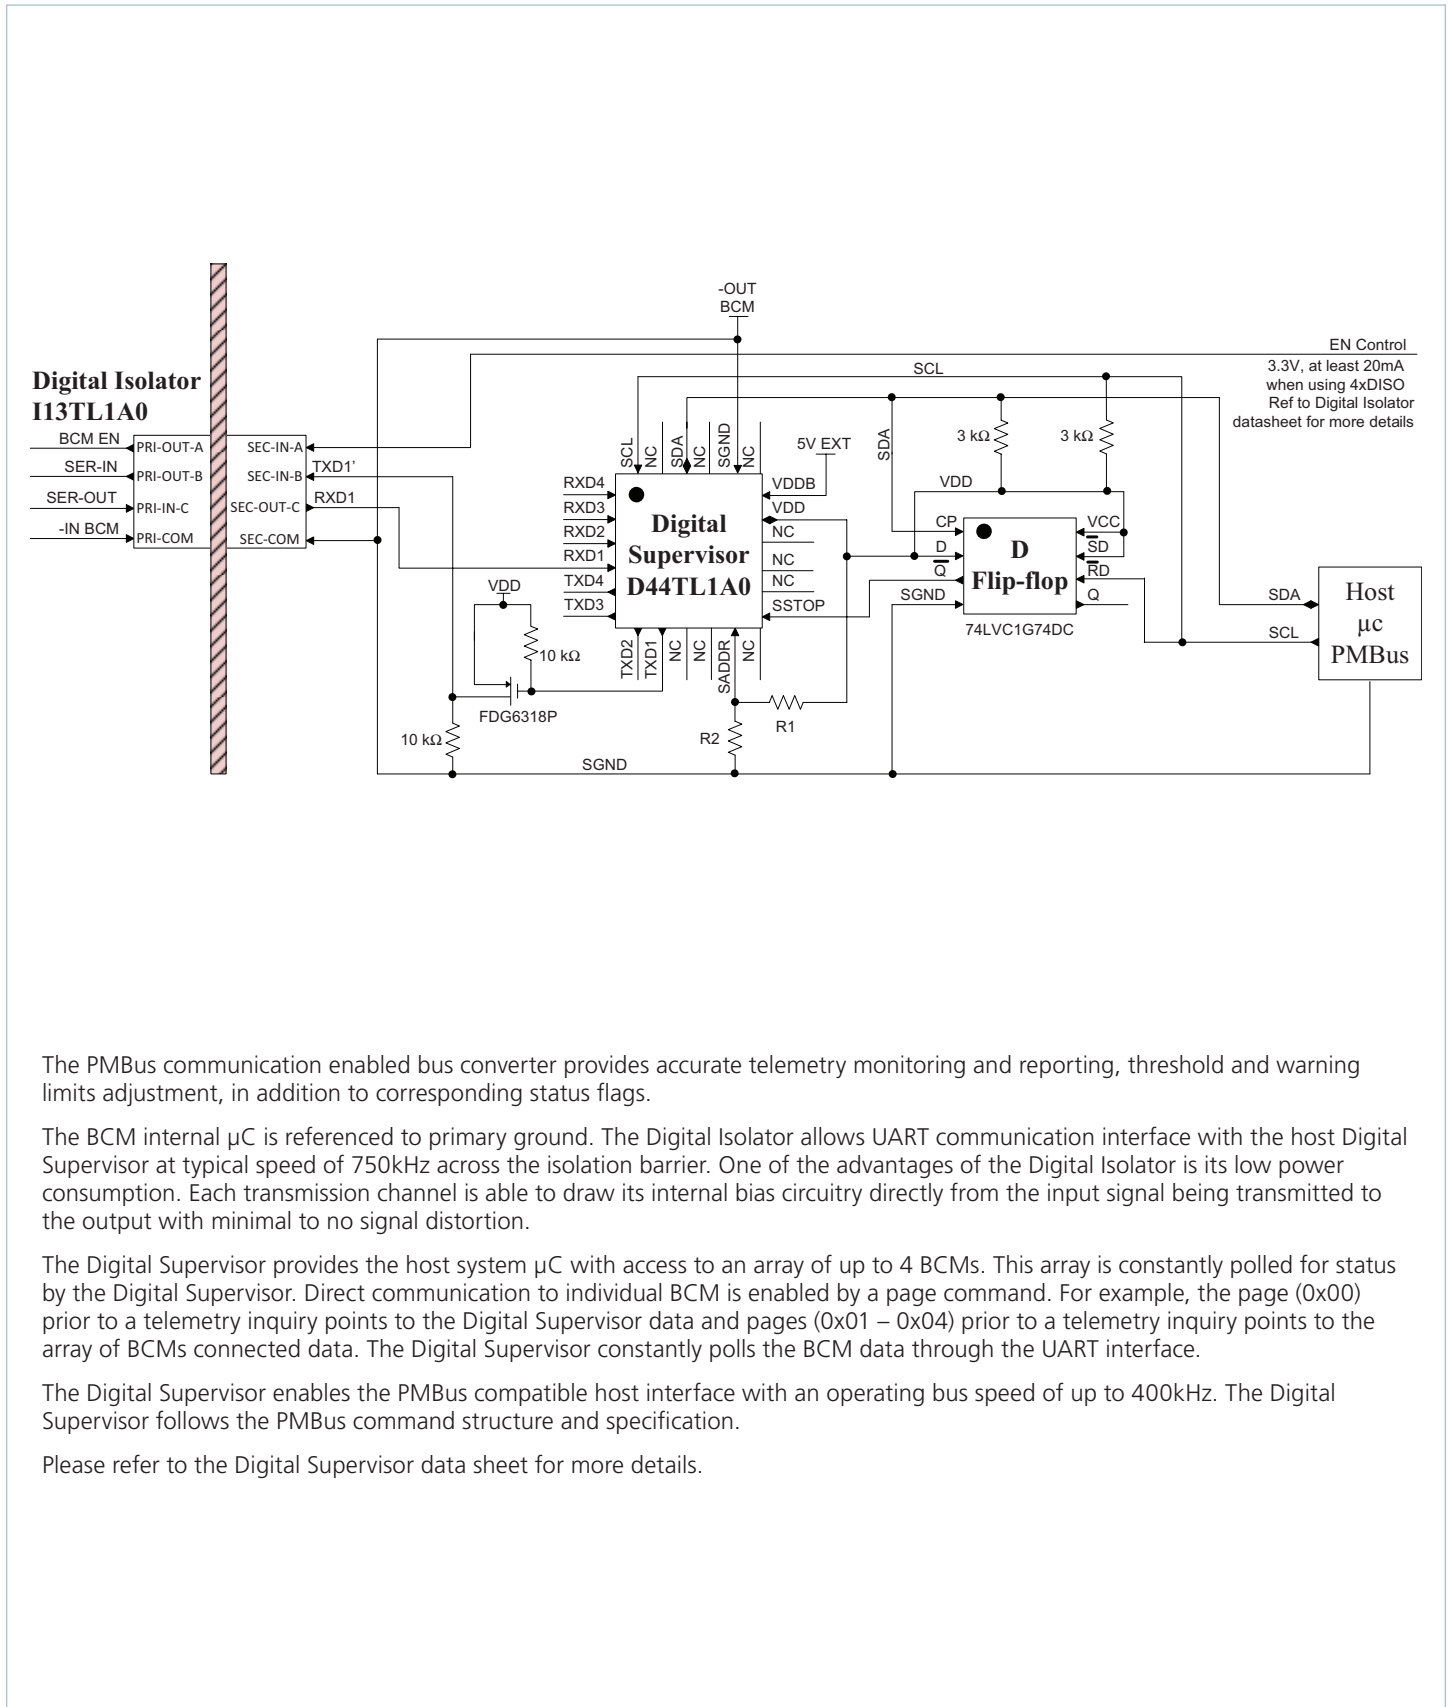 -OUT
BCM
EN Control
3.3V, at least 20mA
when using 4xDISO
Ref to Digital Isolator
datasheet for more details
SCL
Digital Isolator
I13TL1A0
BCM EN
SER-IN
SER-OUT
-IN BCM
PRI-OUT-A
PRI-OUT-B
PRI-IN-C
PRI-COM
SEC-IN-A
SEC-IN-B
SEC-OUT-C
SEC-COM
TXD1’
RXD1
SCL
NC
SDA
NC
SGND
NC
5V EXT
SDA
3 kΩ
3 kΩ
VDD
RXD4
RXD3
RXD2
RXD1
TXD4
TXD3
Digital
Supervisor
D44TL1A0
VDDB
VDD
NC
NC
NC
SSTOP
TXD2
TXD1
NC
NC
SADDR
NC
CP
D
Q
SGND
D
Flip-flop
VCC
SD
RD
Q
74LVC1G74DC
SDA
SCL
Host
µc
PMBus
VDD
10 kΩ
FDG6318P
10 kΩ
R1
R2
SGND
The PMBus communication enabled bus converter provides accurate telemetry monitoring and reporting, threshold and warning
limits adjustment, in addition to corresponding status flags.
The BCM internal µC is referenced to primary ground. The Digital Isolator allows UART communication interface with the host Digital
Supervisor at typical speed of 750kHz across the isolation barrier. One of the advantages of the Digital Isolator is its low power
consumption. Each transmission channel is able to draw its internal bias circuitry directly from the input signal being transmitted to
the output with minimal to no signal distortion.
The Digital Supervisor provides the host system µC with access to an array of up to 4 BCMs. This array is constantly polled for status
by the Digital Supervisor. Direct communication to individual BCM is enabled by a page command. For example, the page (0x00)
prior to a telemetry inquiry points to the Digital Supervisor data and pages (0x01 – 0x04) prior to a telemetry inquiry points to the
array of BCMs connected data. The Digital Supervisor constantly polls the BCM data through the UART interface.
The Digital Supervisor enables the PMBus compatible host interface with an operating bus speed of up to 400kHz. The Digital
Supervisor follows the PMBus command structure and specification.
Please refer to the Digital Supervisor data sheet for more details.